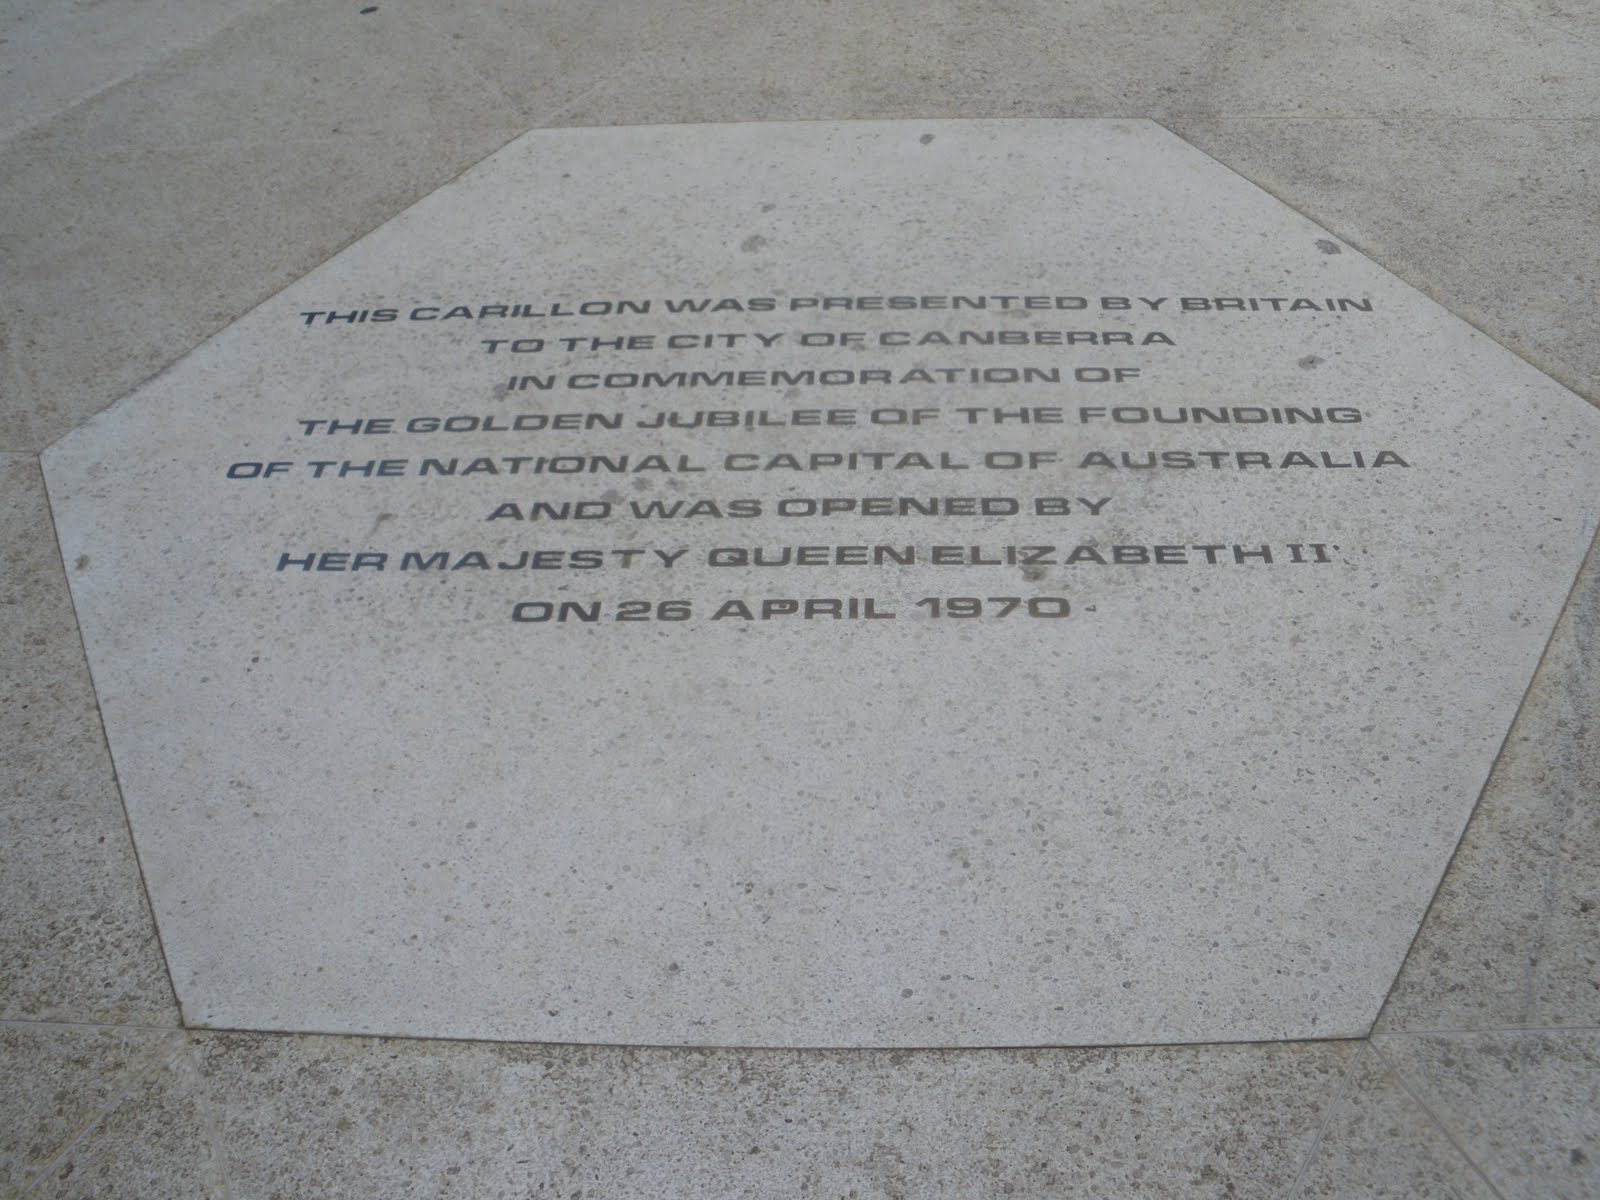 THIS CARILLON WAS PRESENTED BY BRITAIN
TO THE CITY OF CANBERRA
IN COMMEMORATION OF
THE GOLDEN JUBILEE OF THE FOUNDING
OF THE NATIONAL CAPITAL OF AUSTRALIA
AND WAS OPENED BY
HER MAJESTY QUEEN ELIZABETH II
ON 26 APRIL 1970